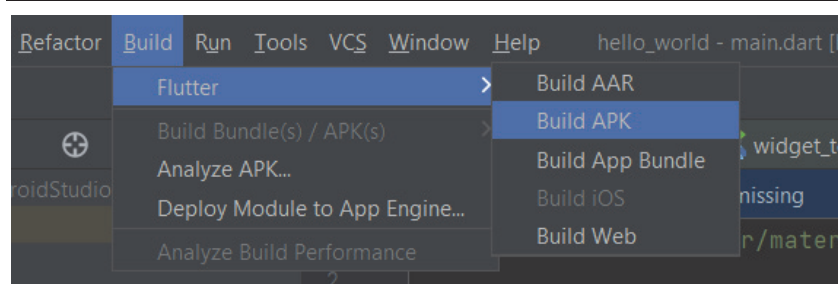 Refactor Build Run Tools VCS Window Help hello_world - main.dart [
Flutter
Build AAR
Build APK
Build Bundle(s) / APK(s)
Build App Bundle
Analyze APK...
Build iOS
Deploy Module to App Engine...
Build Web
Analyze Build Performance
roidStudio
widget_t
missing
r/mater
2